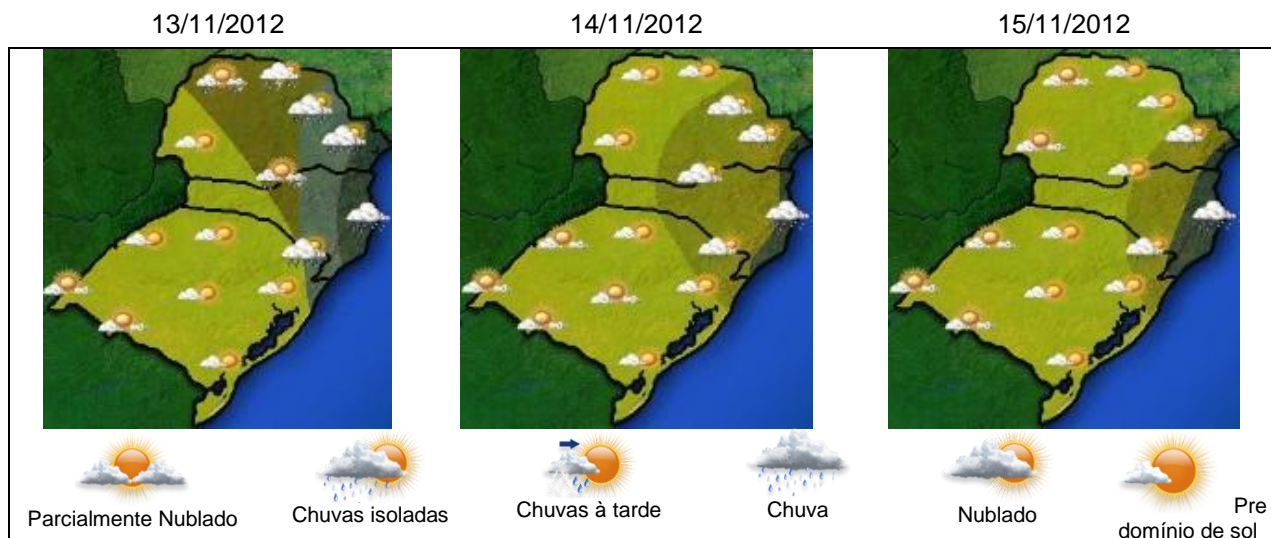 13/11/2012
14/11/2012
15/11/2012
Parcialmente Nublado
Chuvas isoladas
Chuvas à tarde
Chuva
Nublado
Pre
domínio de sol